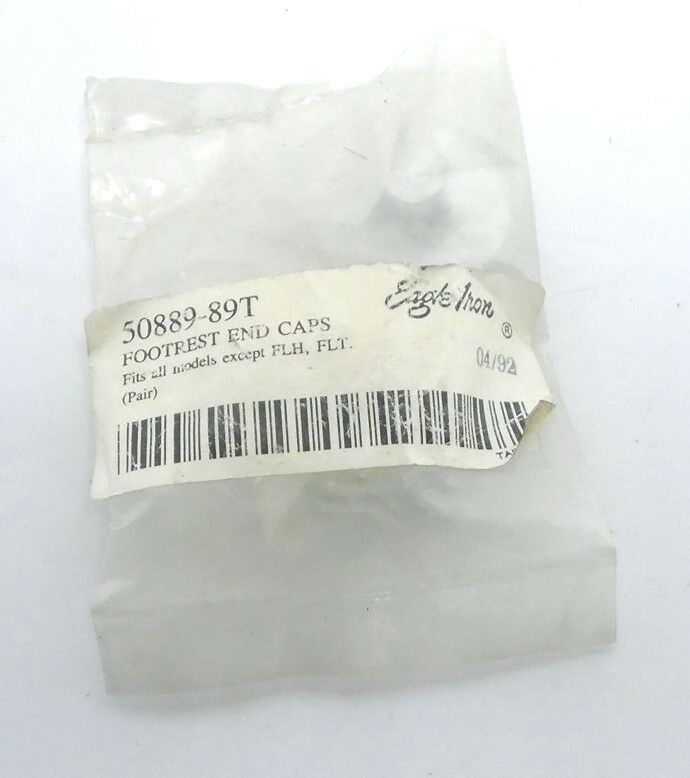 50889-89T
Eagle Iron ®
FOOTREST END CAPS
Fits all models except FLH, FLT.
(Pair)
04/92